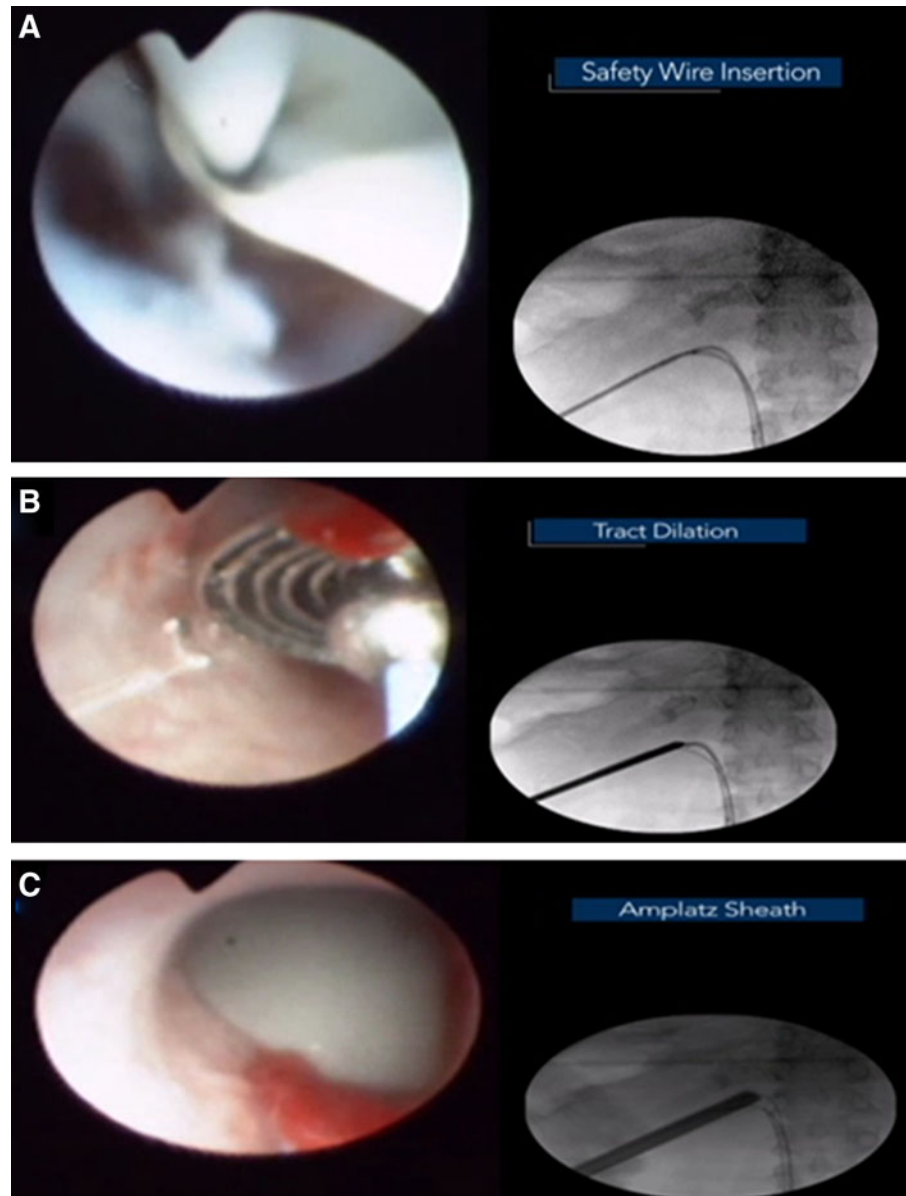 A
Safety Wire Insertion
B
Tract Dilation
C
Amplatz Sheath